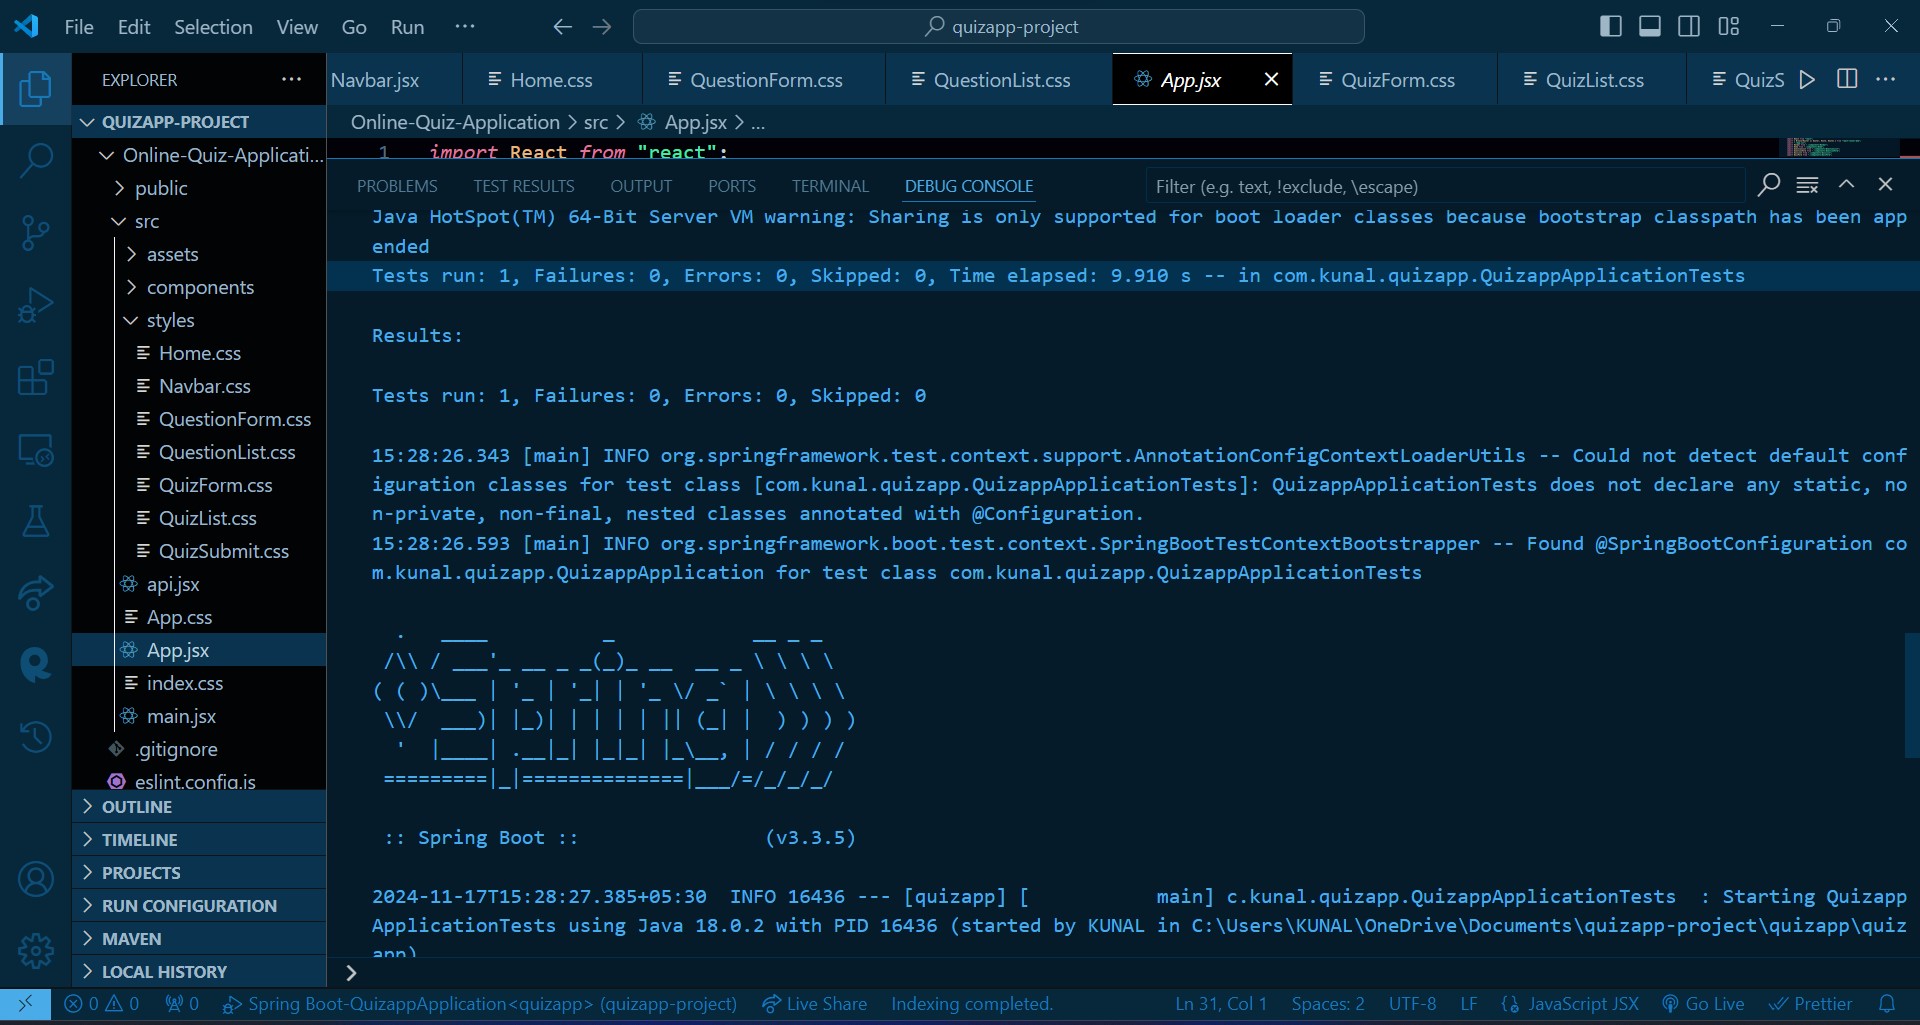 File Edit Selection View Go Run ··· quizapp-project
EXPLORER ···
Navbar.jsx Home.css QuestionForm.css QuestionList.css App.jsx QuizForm.css QuizList.css QuizS ···
QUIZAPP-PROJECT
Online-Quiz-Applicati...
public
src
assets
components
styles
Home.css
Navbar.css
QuestionForm.css
QuestionList.css
QuizForm.css
QuizList.css
QuizSubmit.css
api.jsx
App.css
App.jsx
index.css
main.jsx
.gitignore
eslint.config.js
OUTLINE
TIMELINE
PROJECTS
RUN CONFIGURATION
MAVEN
LOCAL HISTORY
Online-Quiz-Application > src > App.jsx > ...
1 import React from "react";
PROBLEMS TEST RESULTS OUTPUT PORTS TERMINAL DEBUG CONSOLE Filter (e.g. text, !exclude, \escape)
Java HotSpot(TM) 64-Bit Server VM warning: Sharing is only supported for boot loader classes because bootstrap classpath has been app
ended
Tests run: 1, Failures: 0, Errors: 0, Skipped: 0, Time elapsed: 9.910 s -- in com.kunal.quizapp.QuizappApplicationTests
Results:
Tests run: 1, Failures: 0, Errors: 0, Skipped: 0
15:28:26.343 [main] INFO org.springframework.test.context.support.AnnotationConfigContextLoaderUtils -- Could not detect default conf
iguration classes for test class [com.kunal.quizapp.QuizappApplicationTests]: QuizappApplicationTests does not declare any static, no
n-private, non-final, nested classes annotated with @Configuration.
15:28:26.593 [main] INFO org.springframework.boot.test.context.SpringBootTestContextBootstrapper -- Found @SpringBootConfiguration co
m.kunal.quizapp.QuizappApplication for test class com.kunal.quizapp.QuizappApplicationTests
  .   ____          _            __ _ _
 /\\ / ___'_ __ _ _(_)_ __  __ _ \ \ \ \
( ( )\___ | '_ | '_| | '_ \/ _` | \ \ \ \
 \\/  ___)| |_)| | | | | || (_| |  ) ) ) )
  '  |____| .__|_| |_|_| |_\__, | / / / /
 =========|_|==============|___/=/_/_/_/
:: Spring Boot ::                (v3.3.5)
2024-11-17T15:28:27.385+05:30  INFO 16436 --- [quizapp] [           main] c.kunal.quizapp.QuizappApplicationTests  : Starting Quizapp
ApplicationTests using Java 18.0.2 with PID 16436 (started by KUNAL in C:\Users\KUNAL\OneDrive\Documents\quizapp-project\quizapp\quiz
app)
>
0 0 0 Spring Boot-QuizappApplication<quizapp> (quizapp-project) Live Share Indexing completed. Ln 31, Col 1 Spaces: 2 UTF-8 LF JavaScript JSX Go Live Prettier